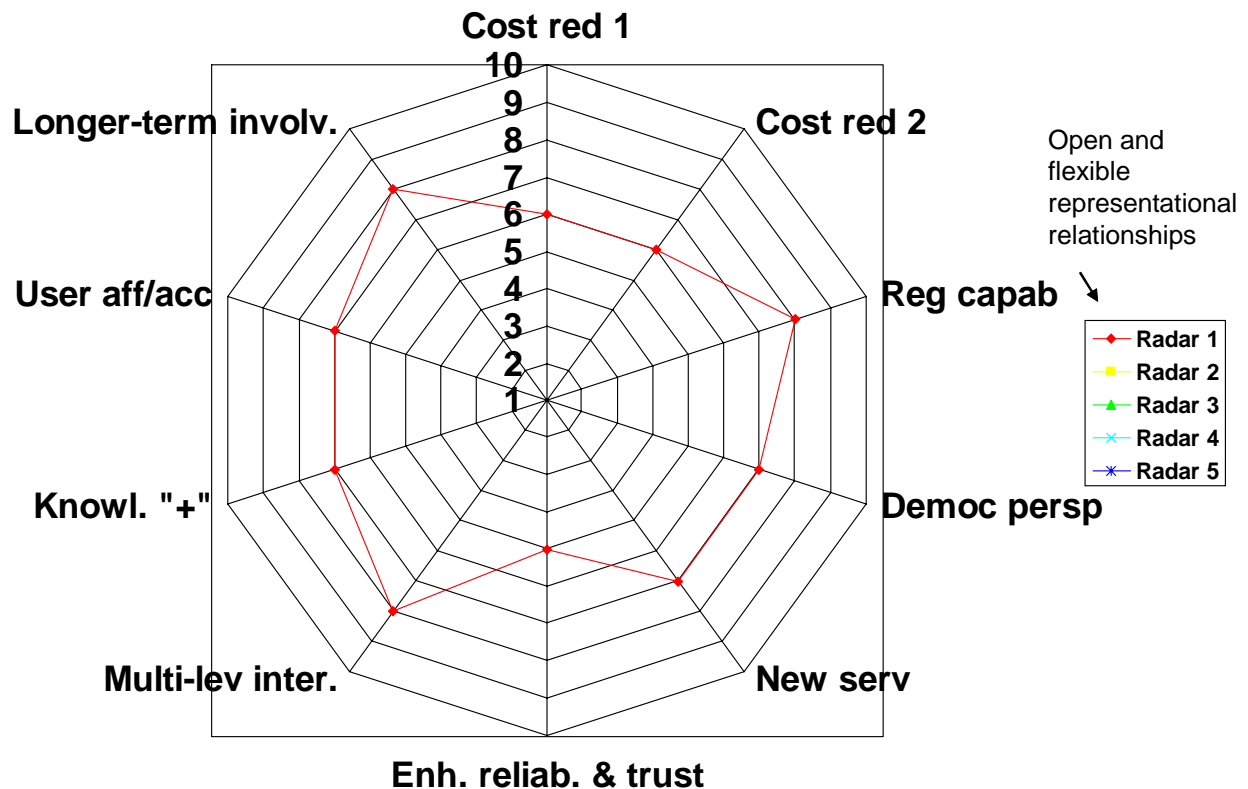 Cost red 1
10
9
8
7
6
5
4
3
2
1
Cost red 2
Reg capab
Democ persp
New serv
Enh. reliab. & trust
Multi-lev inter.
Knowl. "+"
User aff/acc
Longer-term involv.
Open and
flexible
representational
relationships
Radar 1
Radar 2
Radar 3
Radar 4
Radar 5